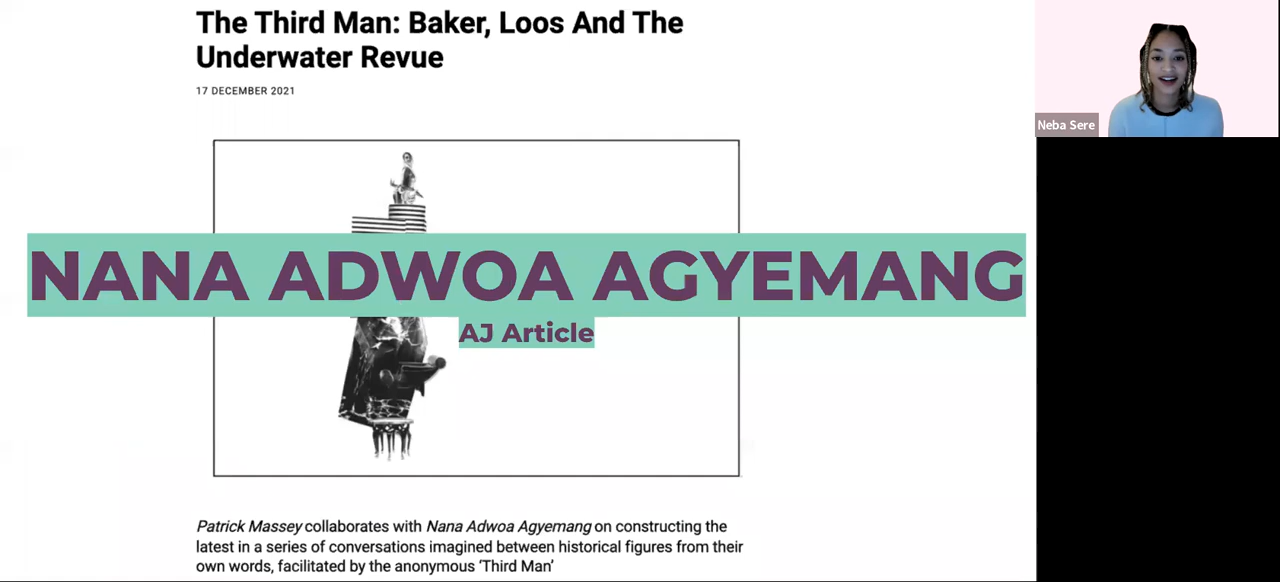 The Third Man: Baker, Loos And The
Underwater Revue
17 DECEMBER 2021
Neba Sere
NANA ADWOA AGYEMANG
AJ Article
Patrick Massey collaborates with Nana Adwoa Agyemang on constructing the
latest in a series of conversations imagined between historical figures from their
own words, facilitated by the anonymous ‘Third Man’